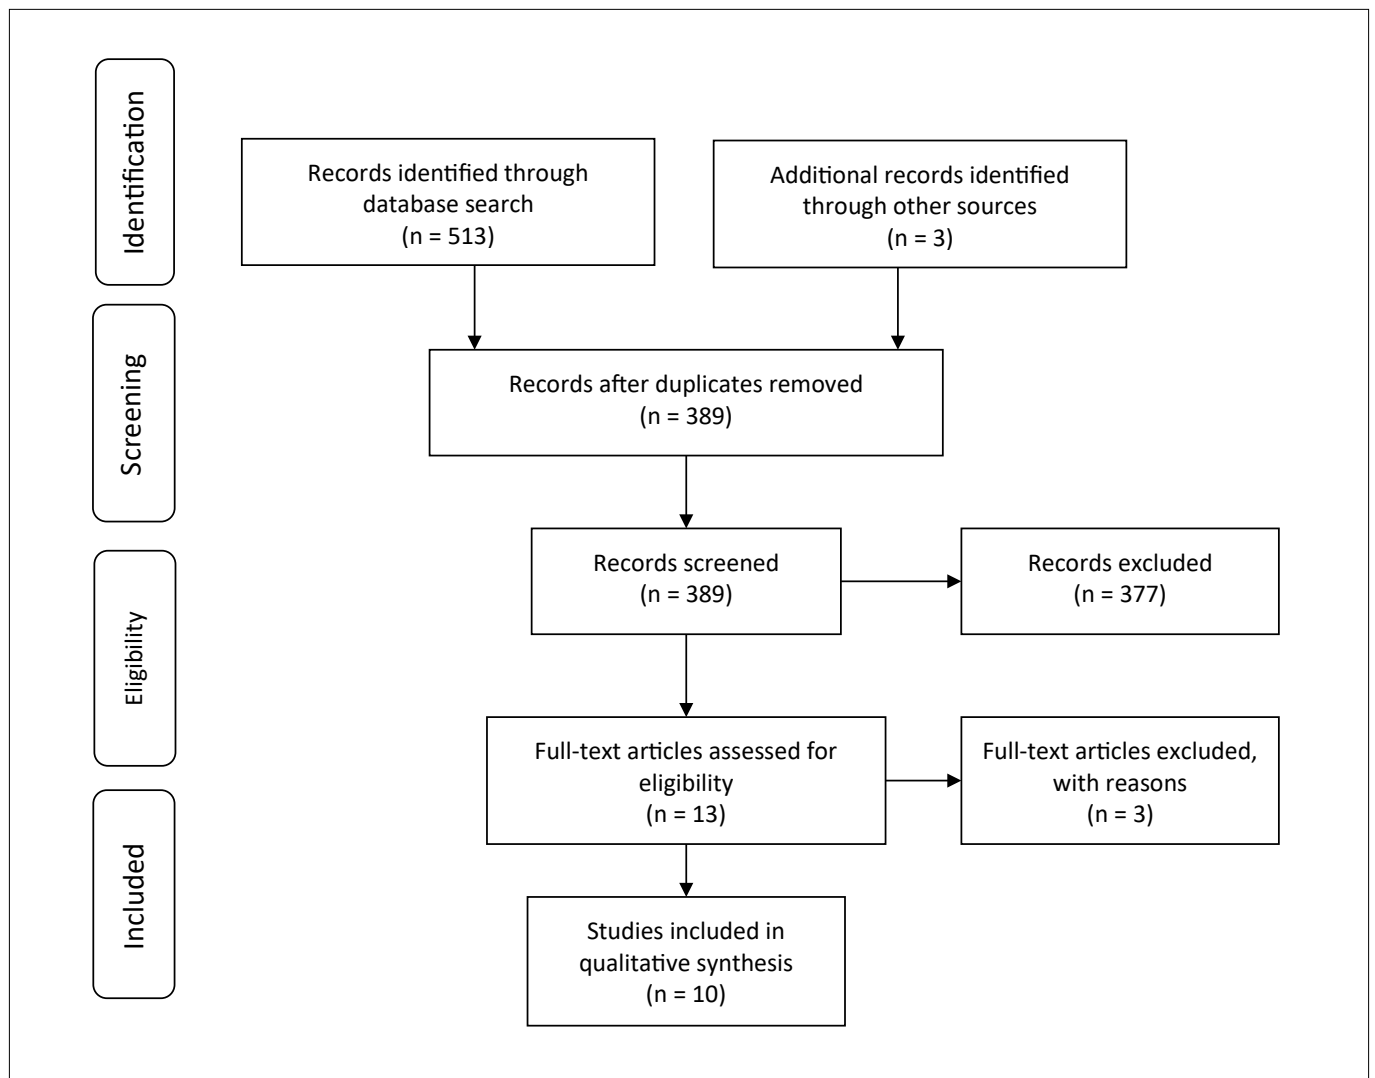 Identification
Records identified through
database search
(n = 513)
Additional records identified
through other sources
(n = 3)
Screening
Records after duplicates removed
(n = 389)
Records screened
(n = 389)
Records excluded
(n = 377)
Eligibility
Full-text articles assessed for
eligibility
(n = 13)
Full-text articles excluded,
with reasons
(n = 3)
Included
Studies included in
qualitative synthesis
(n = 10)